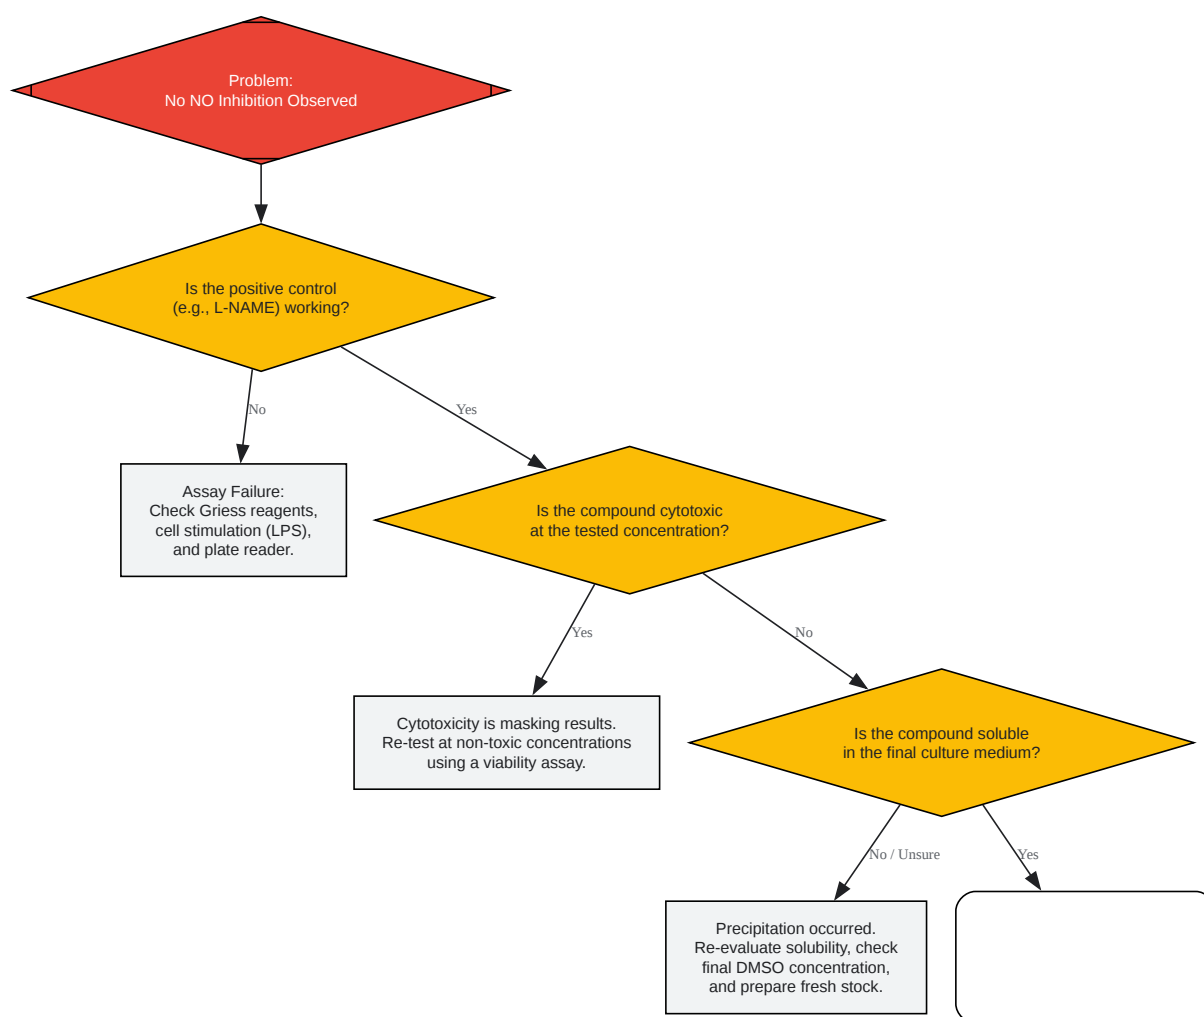 Problem:
No NO Inhibition Observed
Is the positive control
(e.g., L-NAME) working?
No
Yes
Assay Failure:
Check Griess reagents,
cell stimulation (LPS),
and plate reader.
Is the compound cytotoxic
at the tested concentration?
Yes
No
Cytotoxicity is masking results.
Re-test at non-toxic concentrations
using a viability assay.
Is the compound soluble
in the final culture medium?
No / Unsure
Yes
Precipitation occurred.
Re-evaluate solubility, check
final DMSO concentration,
and prepare fresh stock.